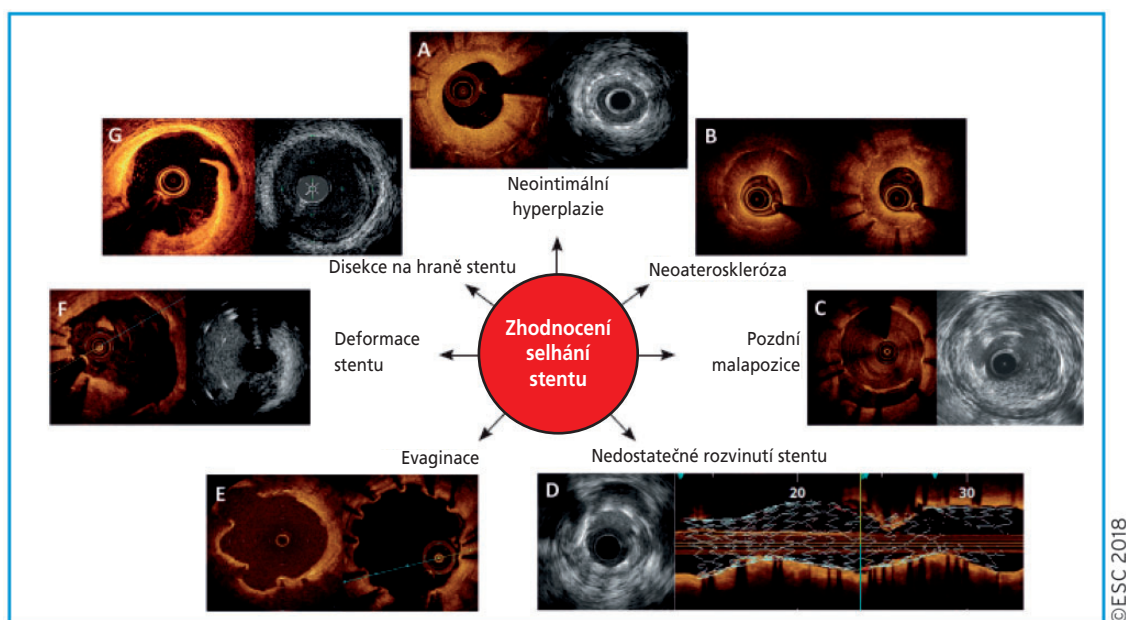 A
Neointimální
hyperplazie
G
B
Disekce na hraně stentu
Neoateroskleróza
F
Deformace
stentu
Zhodnocení
selhání
stentu
C
Pozdní
malapozice
Evaginace
Nedostatečné rozvinutí stentu
E
D
20
30
©ESC 2018